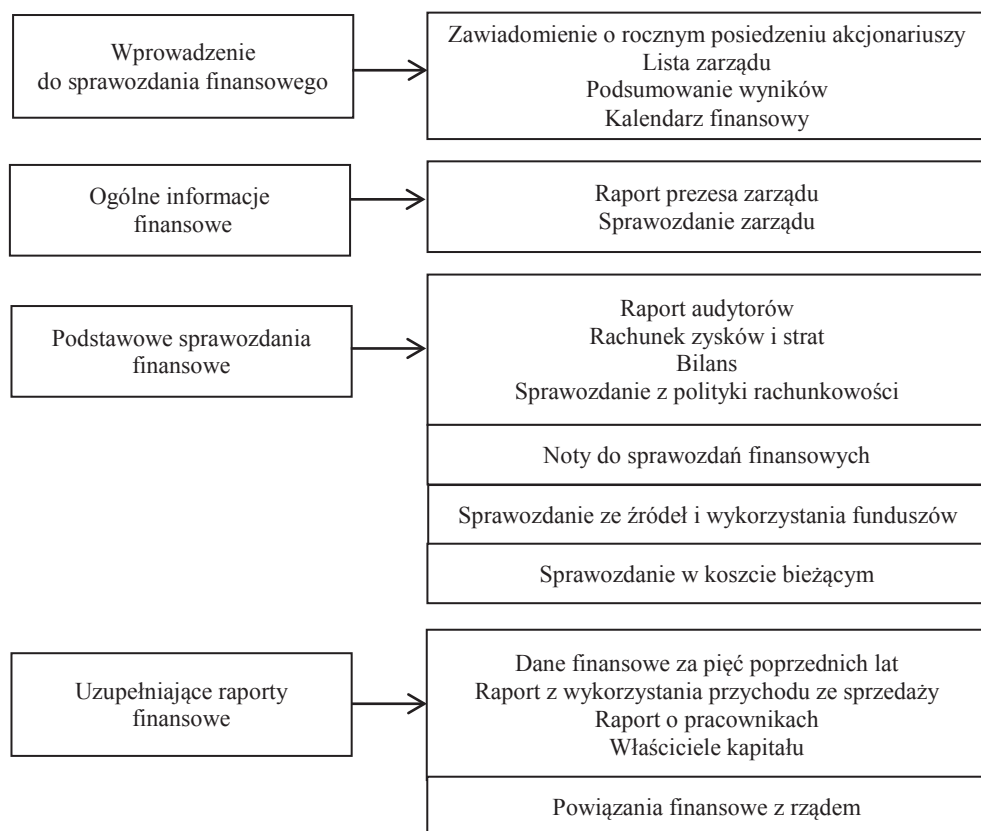 Wprowadzenie
do sprawozdania finansowego
Zawiadomienie o rocznym posiedzeniu akcjonariuszy
Lista zarządu
Podsumowanie wyników
Kalendarz finansowy
Ogólne informacje
finansowe
Raport prezesa zarządu
Sprawozdanie zarządu
Podstawowe sprawozdania
finansowe
Raport audytorów
Rachunek zysków i strat
Bilans
Sprawozdanie z polityki rachunkowości
Noty do sprawozdań finansowych
Sprawozdanie ze źródeł i wykorzystania funduszów
Sprawozdanie w koszcie bieżącym
Uzupełniające raporty
finansowe
Dane finansowe za pięć poprzednich lat
Raport z wykorzystania przychodu ze sprzedaży
Raport o pracownikach
Właściciele kapitału
Powiązania finansowe z rządem